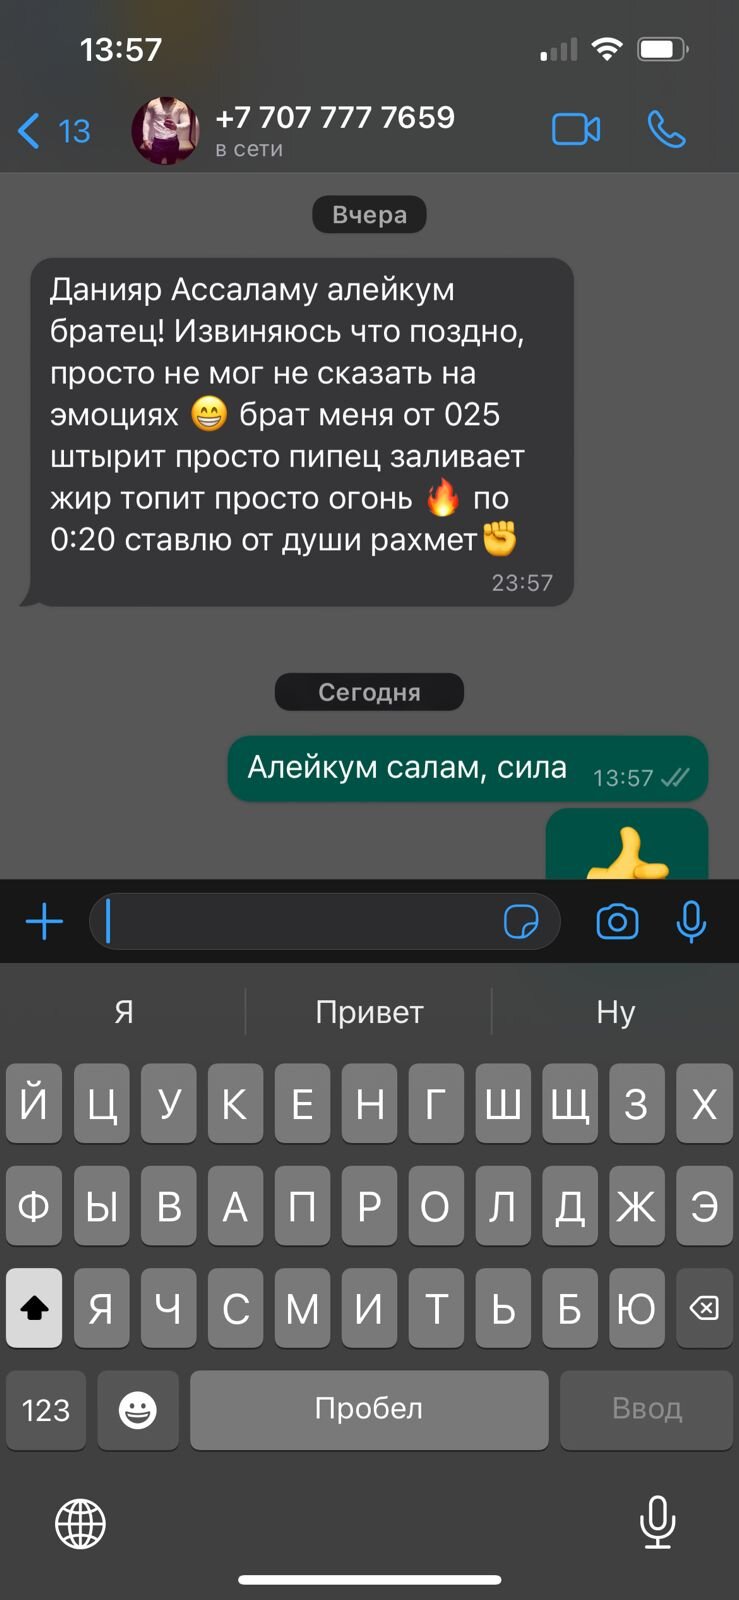 13:57
13
+7 707 777 7659
в сети
Вчера
Данияр Ассаламу алейкум
братец! Извиняюсь что поздно,
просто не мог не сказать на
эмоциях 😁 брат меня от 025
штырит просто пипец заливает
жир топит просто огонь 🔥 по
0:20 ставлю от души рахмет✊
23:57
Сегодня
Алейкум салам, сила 13:57
Я Привет Ну
Й Ц У К Е Н Г Ш Щ З Х
Ф Ы В А П Р О Л Д Ж Э
Я Ч С М И Т Ь Б Ю
123 Пробел Ввод